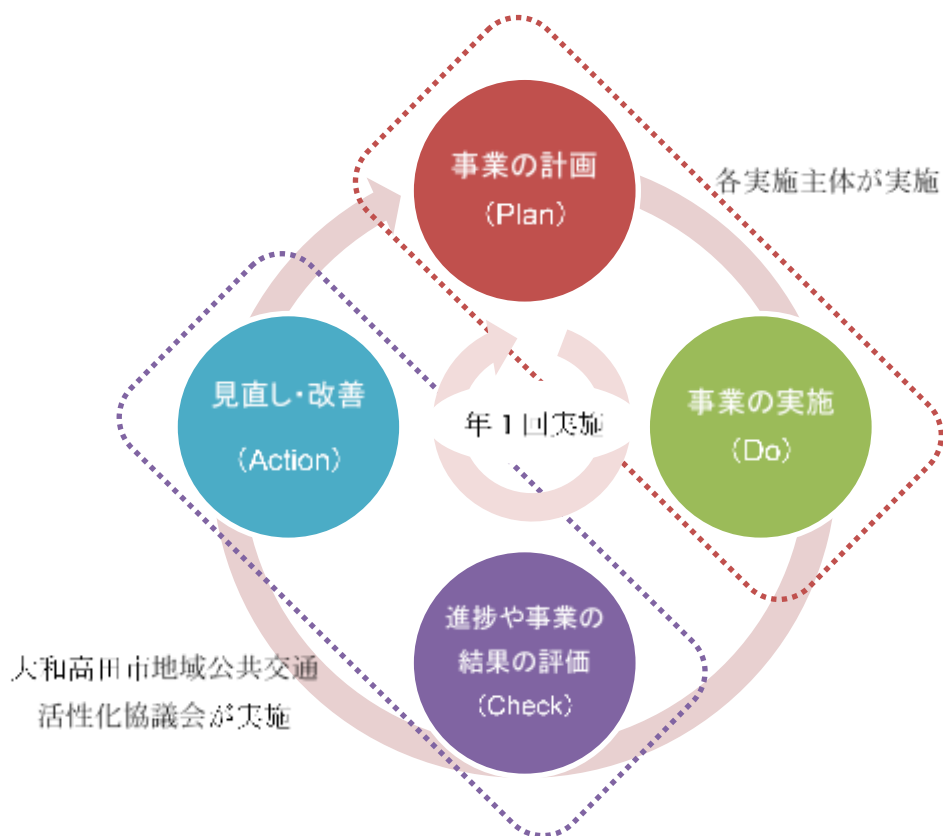 事業の計画
（Plan）
各実施主体が実施
見直し・改善
（Action）
年１回実施
事業の実施
（Do）
進捗や事業の
結果の評価
（Check）
大和高田市地域公共交通
活性化協議会が実施